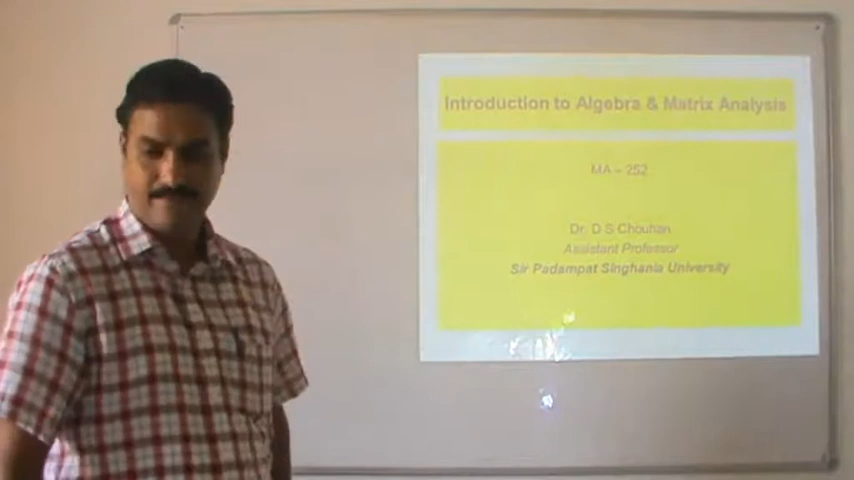 Introduction to Algebra & Matrix Analysis
MA – 252
Dr. D S Chouhan
Assistant Professor
Sir Padampat Singhania University